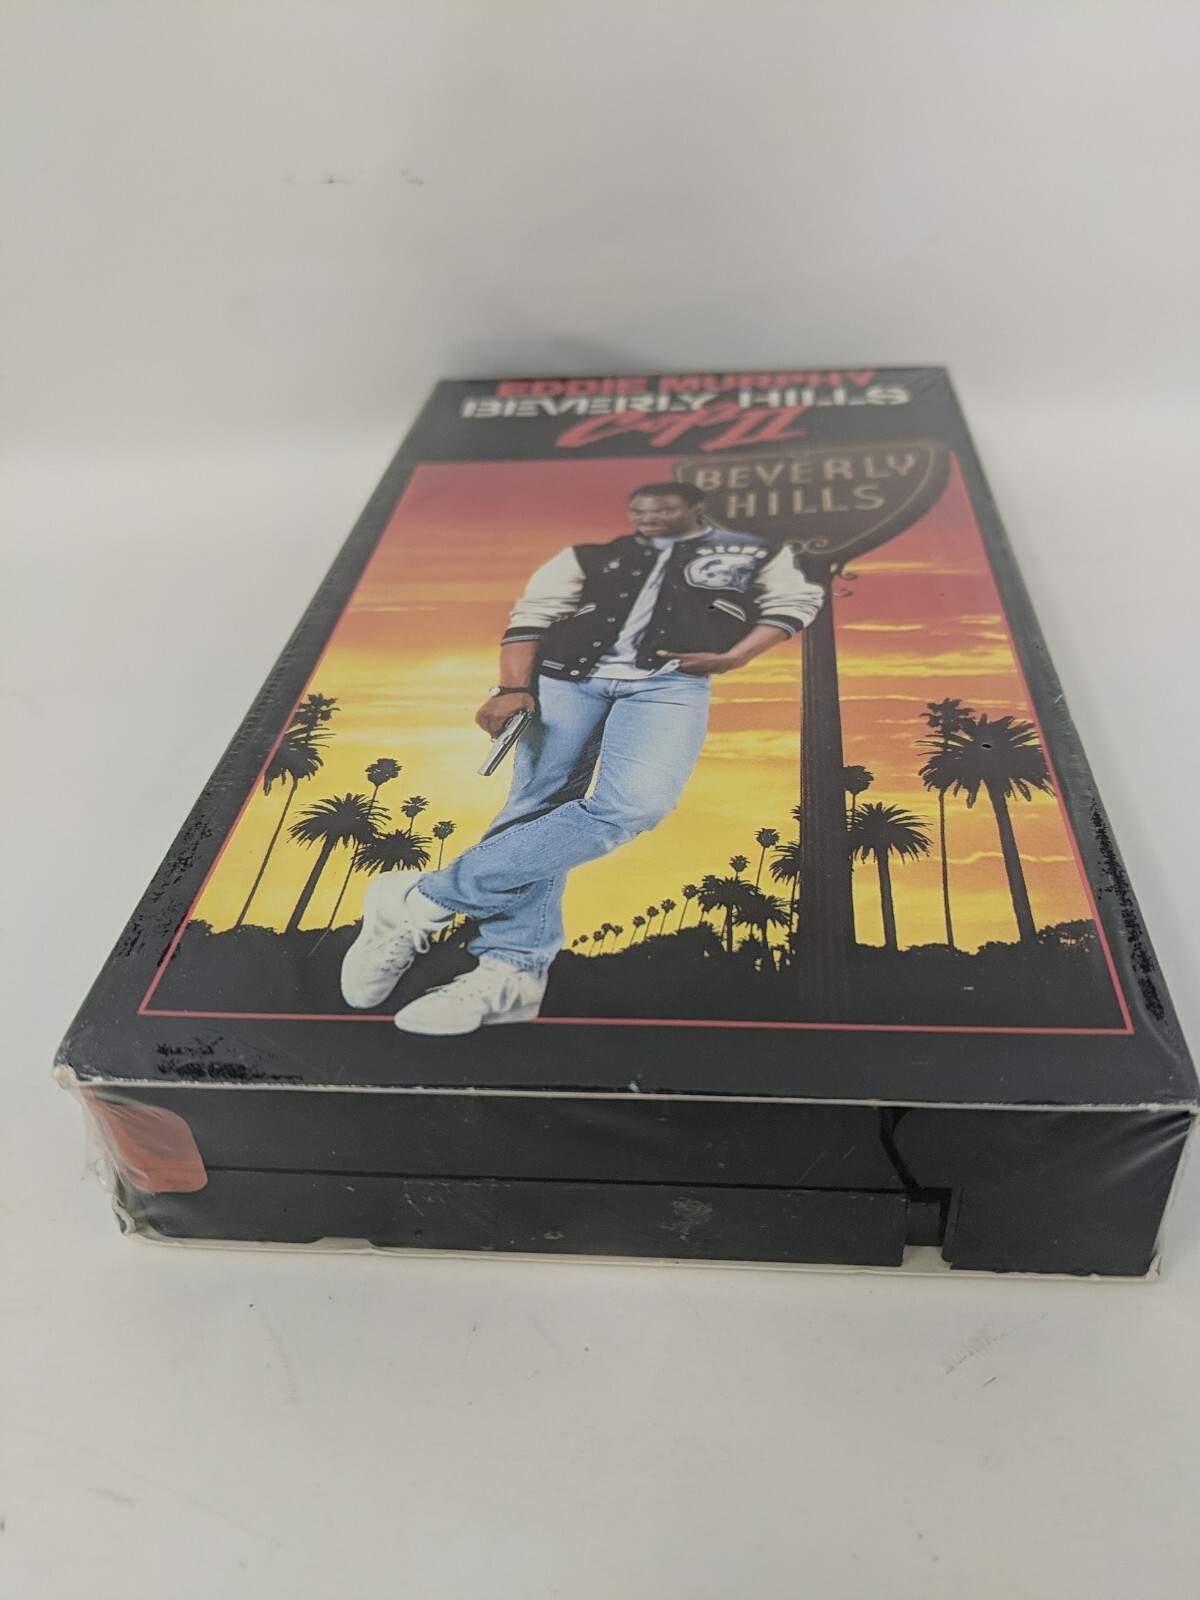 EDDIE MURPHY
BEVERLY HILLS
Cop II
BEVERLY
HILLS